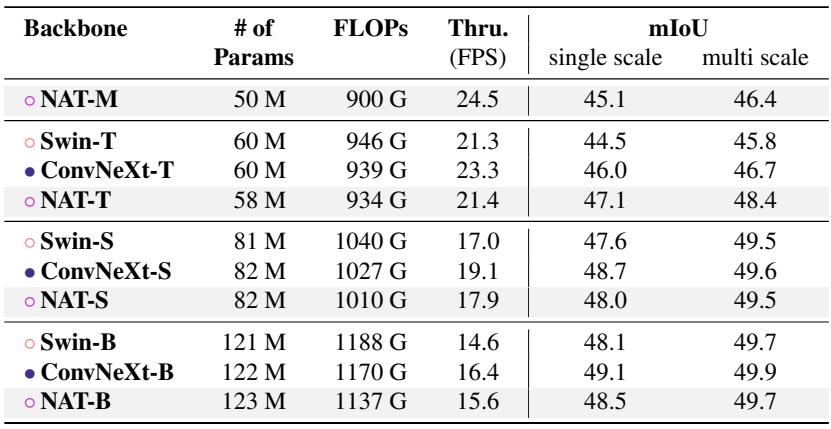 Backbone # of FLOPs Thru. mIoU
Params (FPS) single scale multi scale
○ NAT-M 50 M 900 G 24.5 45.1 46.4
○ Swin-T 60 M 946 G 21.3 44.5 45.8
● ConvNeXt-T 60 M 939 G 23.3 46.0 46.7
○ NAT-T 58 M 934 G 21.4 47.1 48.4
○ Swin-S 81 M 1040 G 17.0 47.6 49.5
● ConvNeXt-S 82 M 1027 G 19.1 48.7 49.6
○ NAT-S 82 M 1010 G 17.9 48.0 49.5
○ Swin-B 121 M 1188 G 14.6 48.1 49.7
● ConvNeXt-B 122 M 1170 G 16.4 49.1 49.9
○ NAT-B 123 M 1137 G 15.6 48.5 49.7